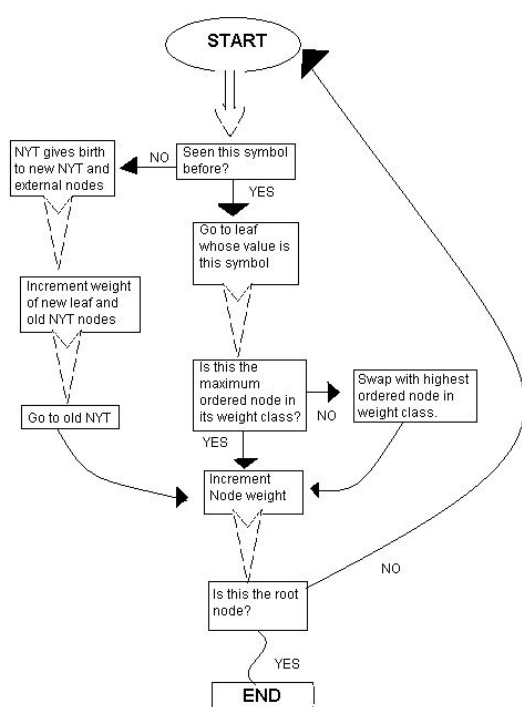 START
NO
NYT gives birth
to new NYT and
external nodes
Seen this symbol
before?
YES
Go to leaf
whose value is
this symbol
Increment weight
of new leaf and
old NYT nodes
Is this the
maximum
ordered node in
its weight class?
Swap with highest
ordered node in
weight class.
NO
Go to old NYT
YES
Increment
Node weight
NO
Is this the root
node?
YES
END